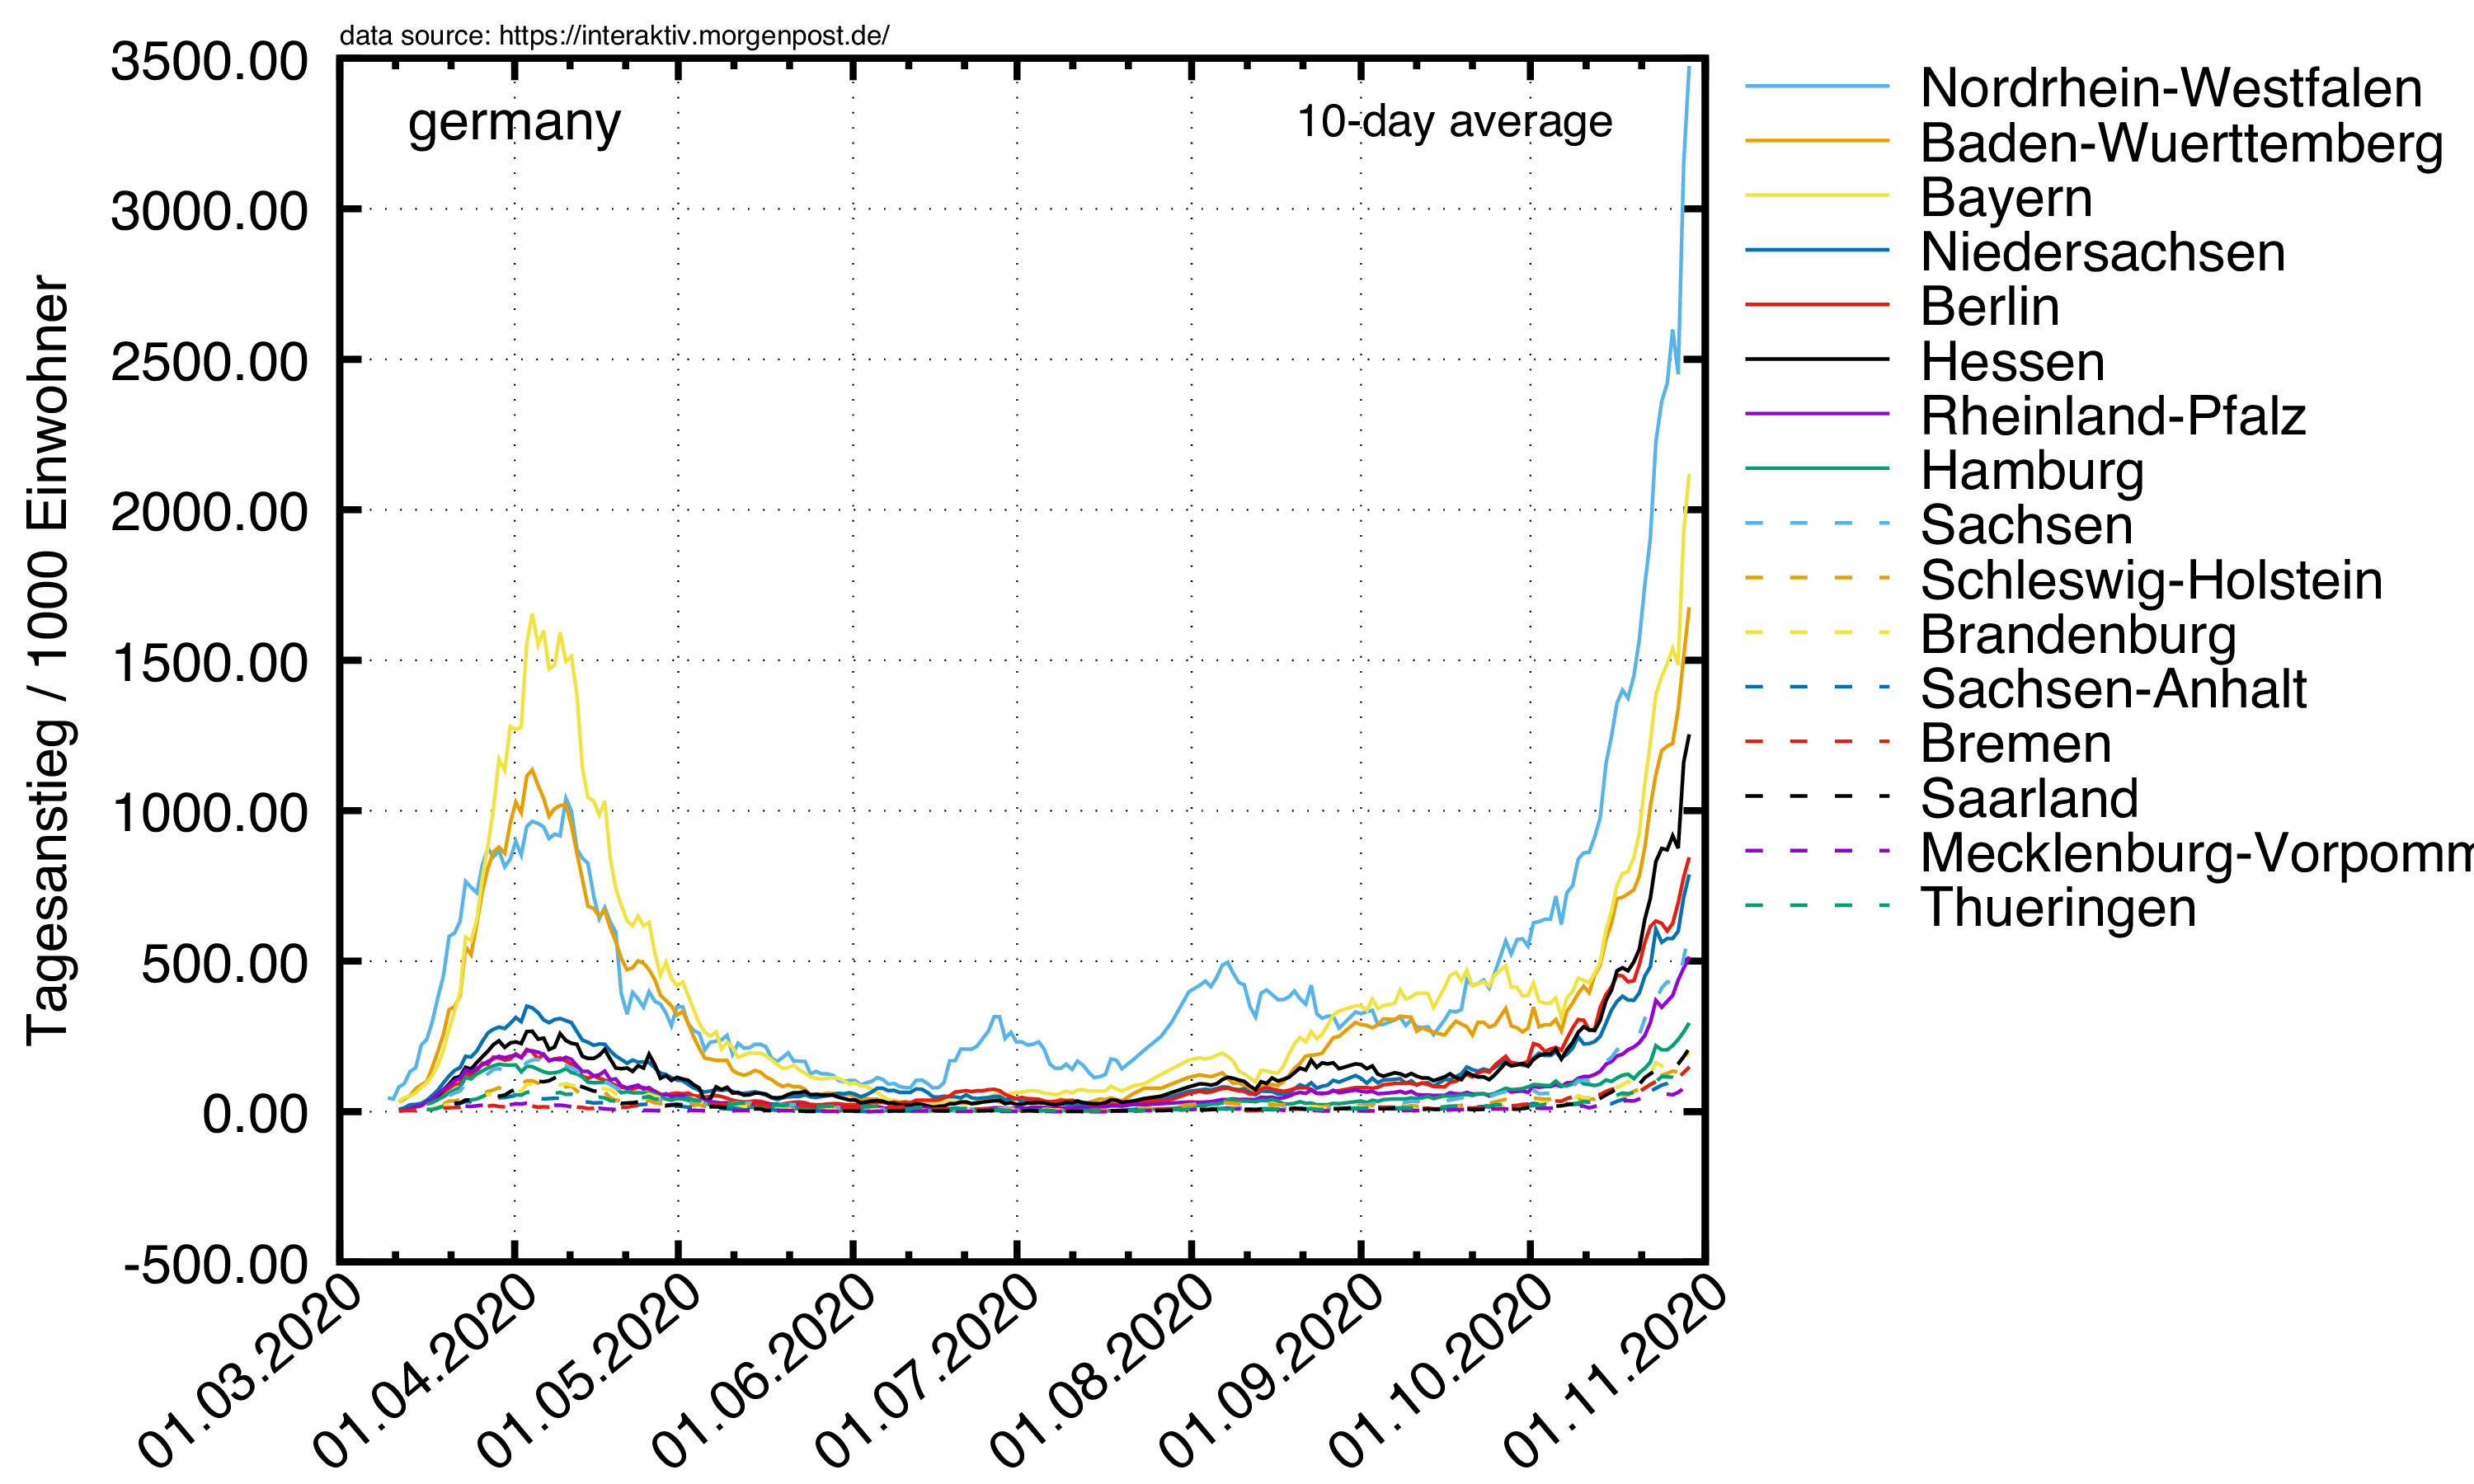 data source: https://interaktiv.morgenpost.de/
germany
10-day average
Tagesanstieg / 1000 Einwohner
3500.00
3000.00
2500.00
2000.00
1500.00
1000.00
500.00
0.00
-500.00
01.03.2020
01.04.2020
01.05.2020
01.06.2020
01.07.2020
01.08.2020
01.09.2020
01.10.2020
01.11.2020
Nordrhein-Westfalen
Baden-Wuerttemberg
Bayern
Niedersachsen
Berlin
Hessen
Rheinland-Pfalz
Hamburg
Sachsen
Schleswig-Holstein
Brandenburg
Sachsen-Anhalt
Bremen
Saarland
Mecklenburg-Vorpomm
Thueringen